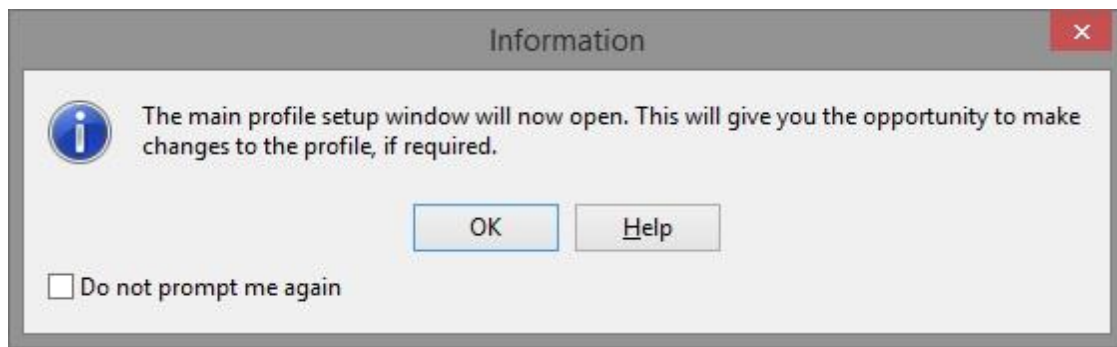 Information
The main profile setup window will now open. This will give you the opportunity to make
changes to the profile, if required.
OK
Help
Do not prompt me again